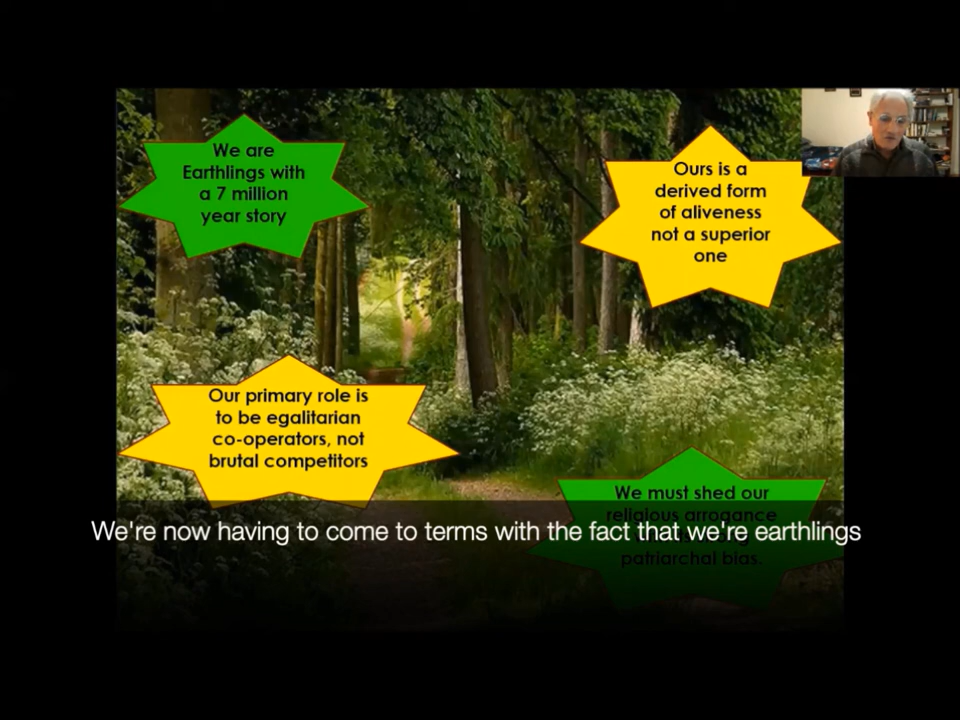 We are
Earthlings with
a 7 million
year story
Ours is a
derived form
of aliveness
not a superior
one
Our primary role is
to be egalitarian
co-operators, not
brutal competitors
We must shed our
religious arrogance
patriarchal bias.
We're now having to come to terms with the fact that we're earthlings